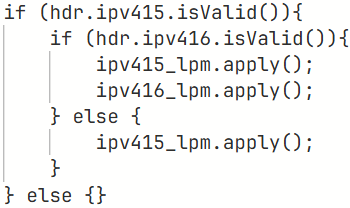 if (hdr.ipv415.isValid()){
    if (hdr.ipv416.isValid()){
        ipv415_lpm.apply();
        ipv416_lpm.apply();
    } else {
        ipv415_lpm.apply();
    }
} else {}